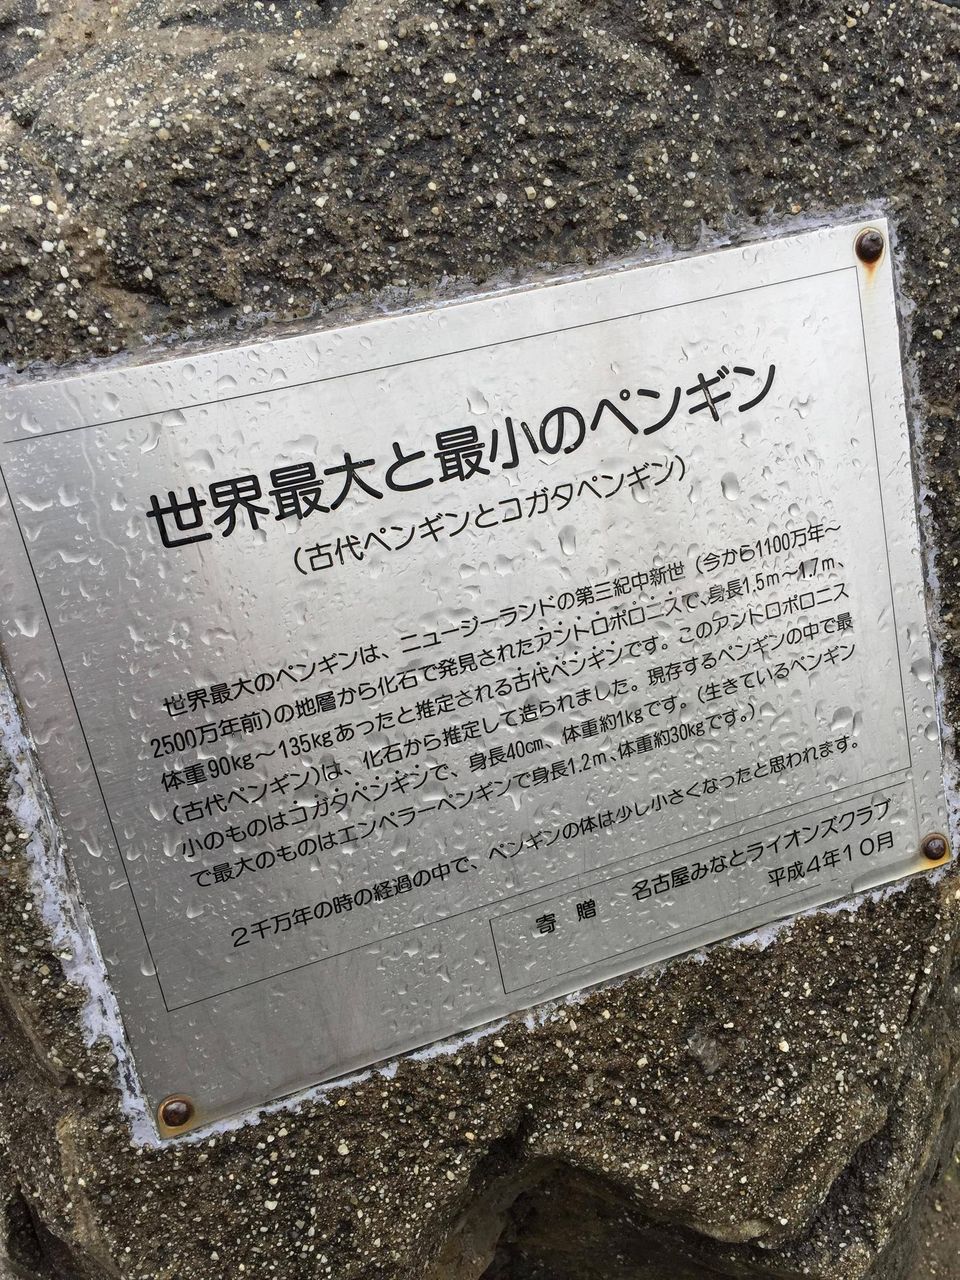 世界最大と最小のペンギン
（古代ペンギンとコガタペンギン）
世界最大のペンギンは、ニュージーランドの第三紀中新世（今から1100万年～
2500万年前）の地層から化石で発見されたアントロポロニスで、身長1.5m～1.7m、
体重90kg～135kgあったと推定される古代ペンギンです。このアントロポロニス
（古代ペンギン）は、化石から推定して造られました。現存するペンギンの中で最
小のものはコガタペンギンで、身長40cm、体重約1kgです。（生きているペンギン
で最大のものはエンペラーペンギンで身長1.2m、体重約30kgです。）
2千万年の時の経過の中で、ペンギンの体は少し小さくなったと思われます。
寄贈 名古屋みなとライオンズクラブ
平成4年10月